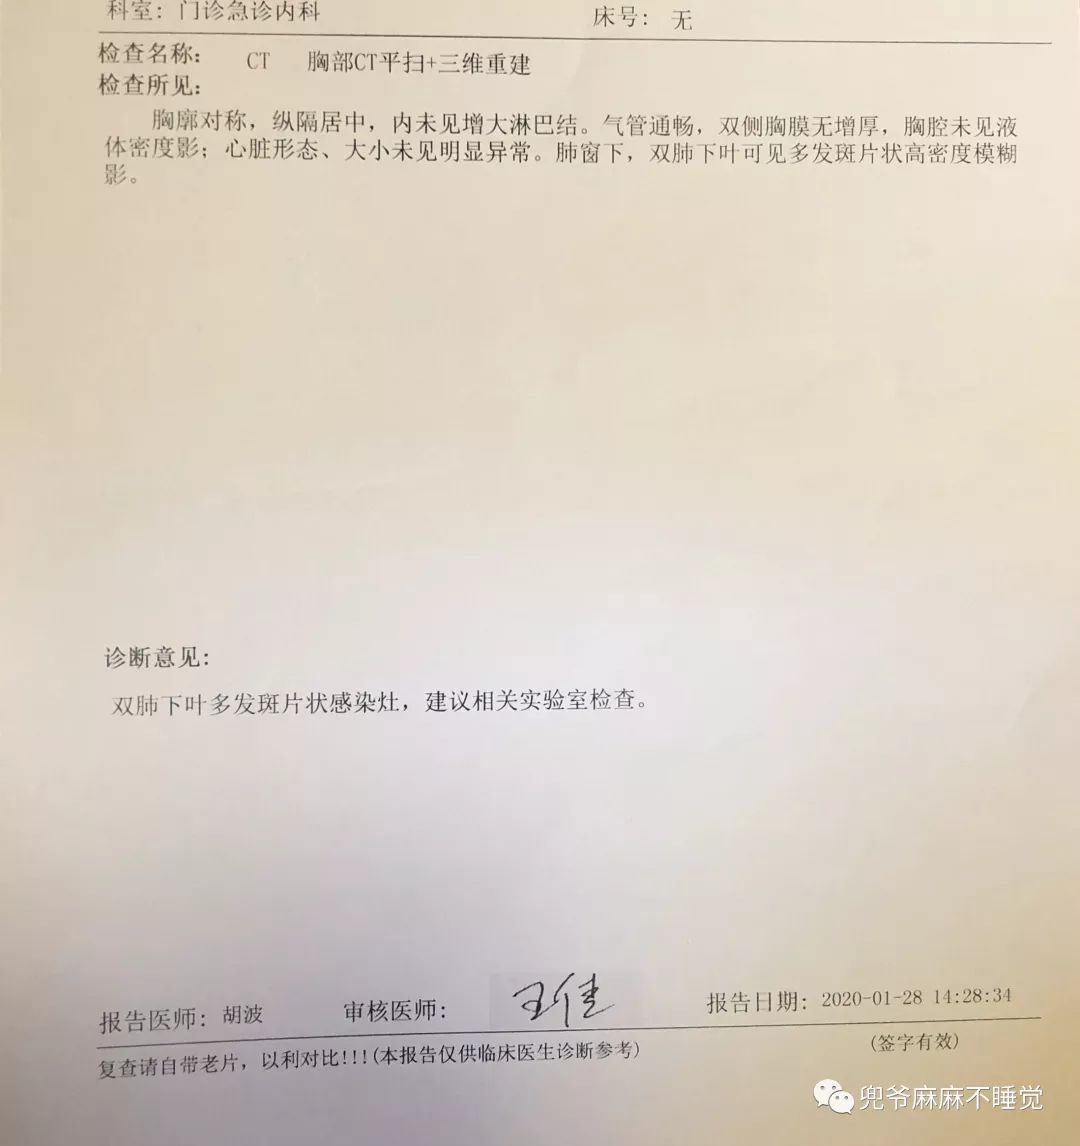 科室: 门诊急诊内科 床号: 无
检查名称: CT 胸部CT平扫+三维重建
检查所见:
胸廓对称，纵隔居中，内未见增大淋巴结。气管通畅，双侧胸膜无增厚，胸腔未见液
体密度影；心脏形态、大小未见明显异常。肺窗下，双肺下叶可见多发斑片状高密度模糊
影。
诊断意见:
双肺下叶多发斑片状感染灶，建议相关实验室检查。
报告医师: 胡波 审核医师: 王佳 报告日期: 2020-01-28 14:28:34
复查请自带老片，以利对比!!!(本报告仅供临床医生诊断参考) (签字有效)
兜爷麻麻不睡觉